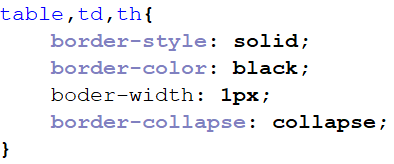 table,td,th{
    border-style: solid;
    border-color: black;
    boder-width: 1px;
    border-collapse: collapse;
}